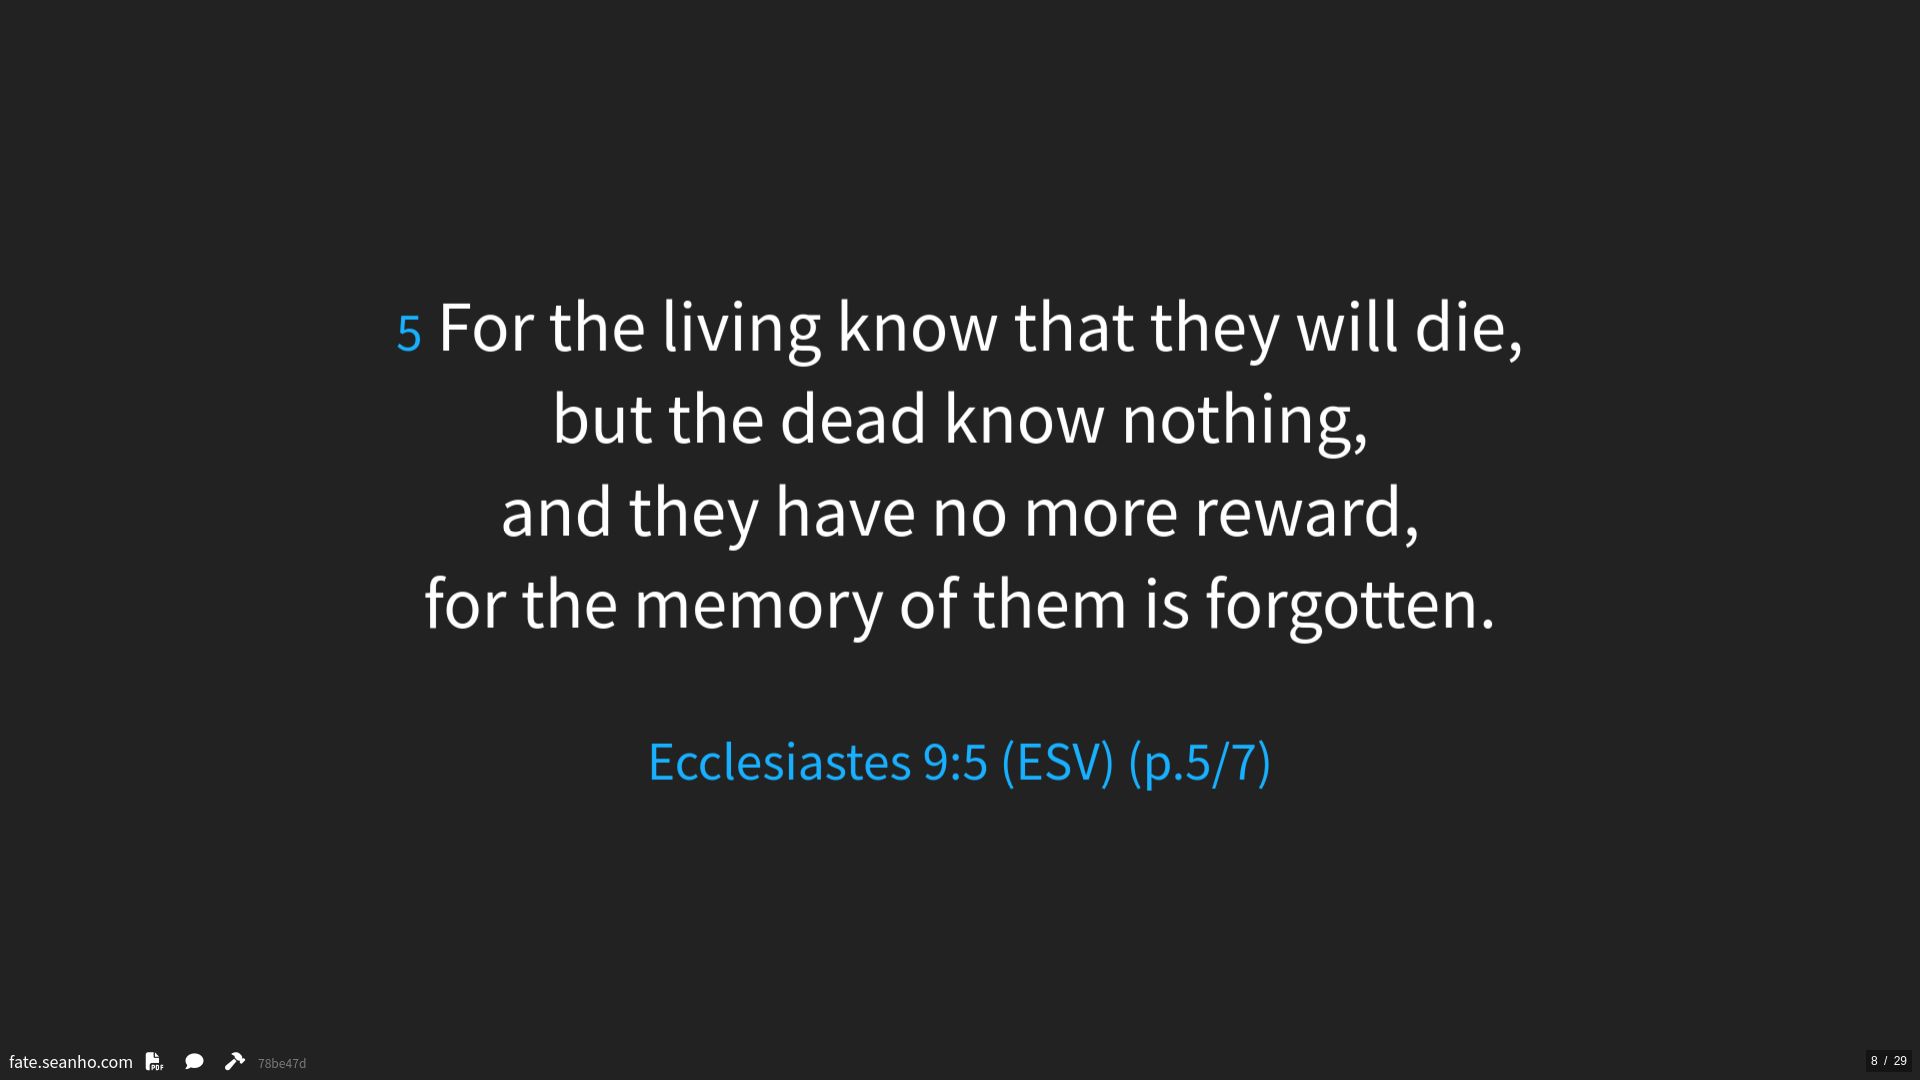 5 For the living know that they will die,
but the dead know nothing,
and they have no more reward,
for the memory of them is forgotten.
Ecclesiastes 9:5 (ESV) (p.5/7)
fate.seanho.com PDF 78be47d
8 / 29